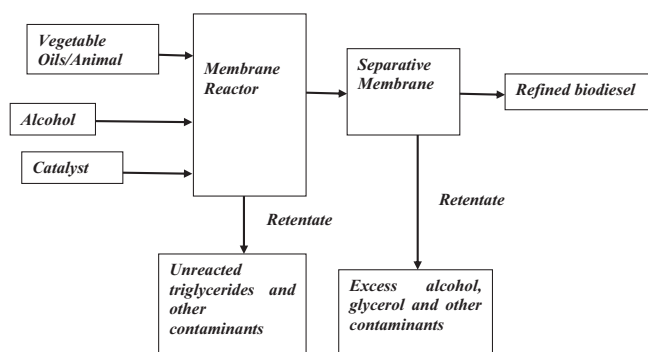 Vegetable
Oils/Animal
Alcohol
Catalyst
Membrane
Reactor
Separative
Membrane
Refined biodiesel
Retentate
Retentate
Unreacted
triglycerides and
other
contaminants
Excess alcohol,
glycerol and other
contaminants